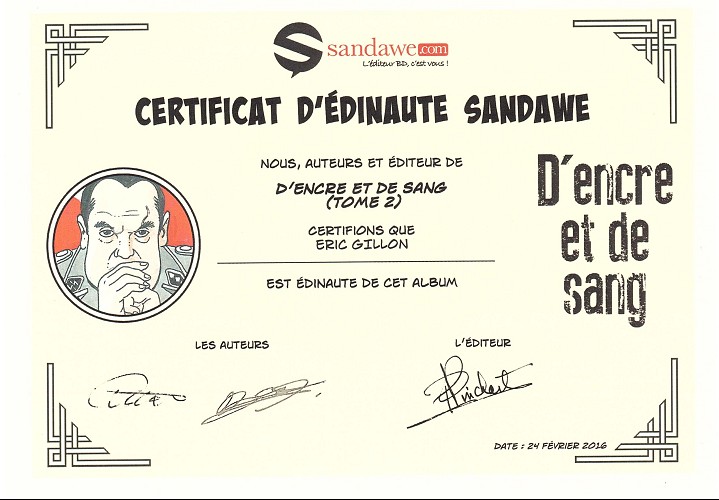 sandawe.com
L'éditeur BD, c'est vous !
CERTIFICAT D'ÉDINAUTE SANDAWE
NOUS, AUTEURS ET ÉDITEUR DE
D'ENCRE ET DE SANG
(TOME 2)
CERTIFIONS QUE
ERIC GILLON
EST ÉDINAUTE DE CET ALBUM
D'encre
et de
sang
LES AUTEURS
L'ÉDITEUR
DATE : 24 FÉVRIER 2016